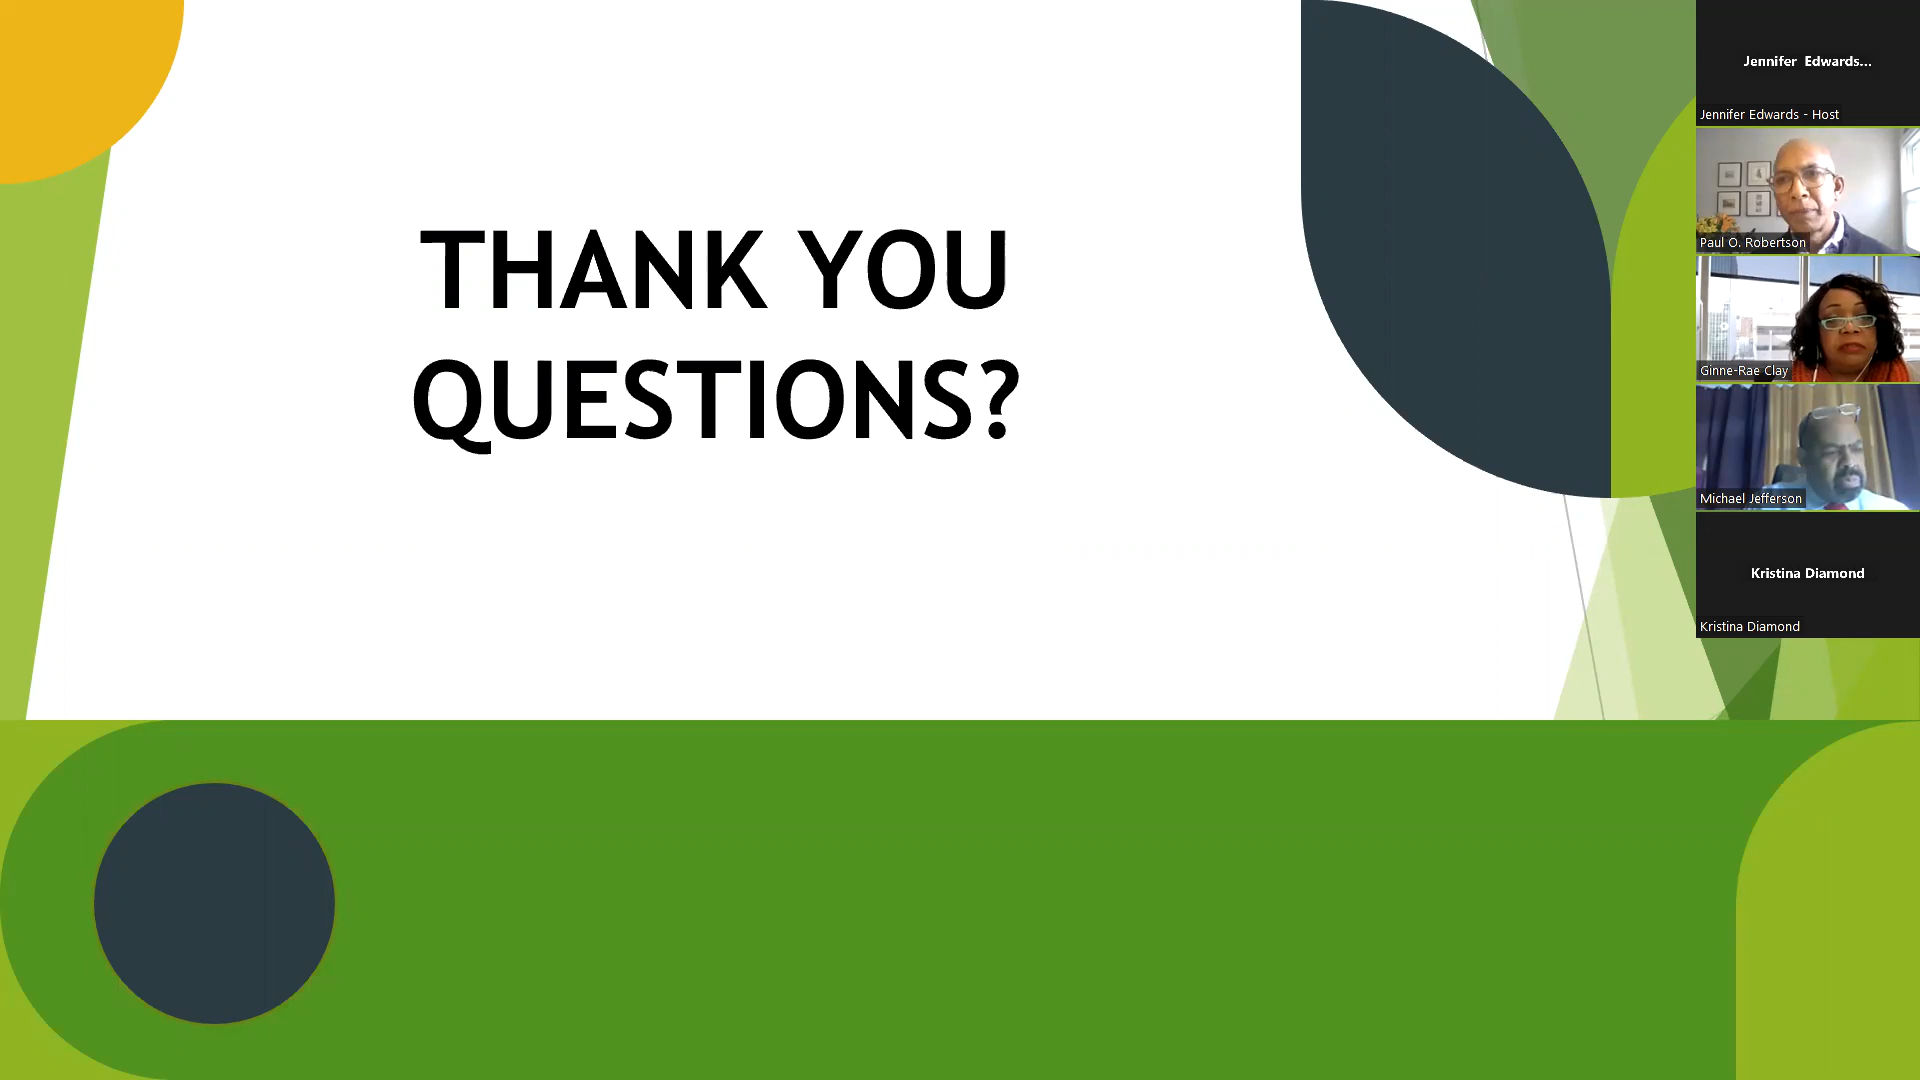 THANK YOU
QUESTIONS?
Jennifer  Edwards...
Jennifer Edwards - Host
Paul O. Robertson
Ginne-Rae Clay
Michael Jefferson
Kristina Diamond
Kristina Diamond